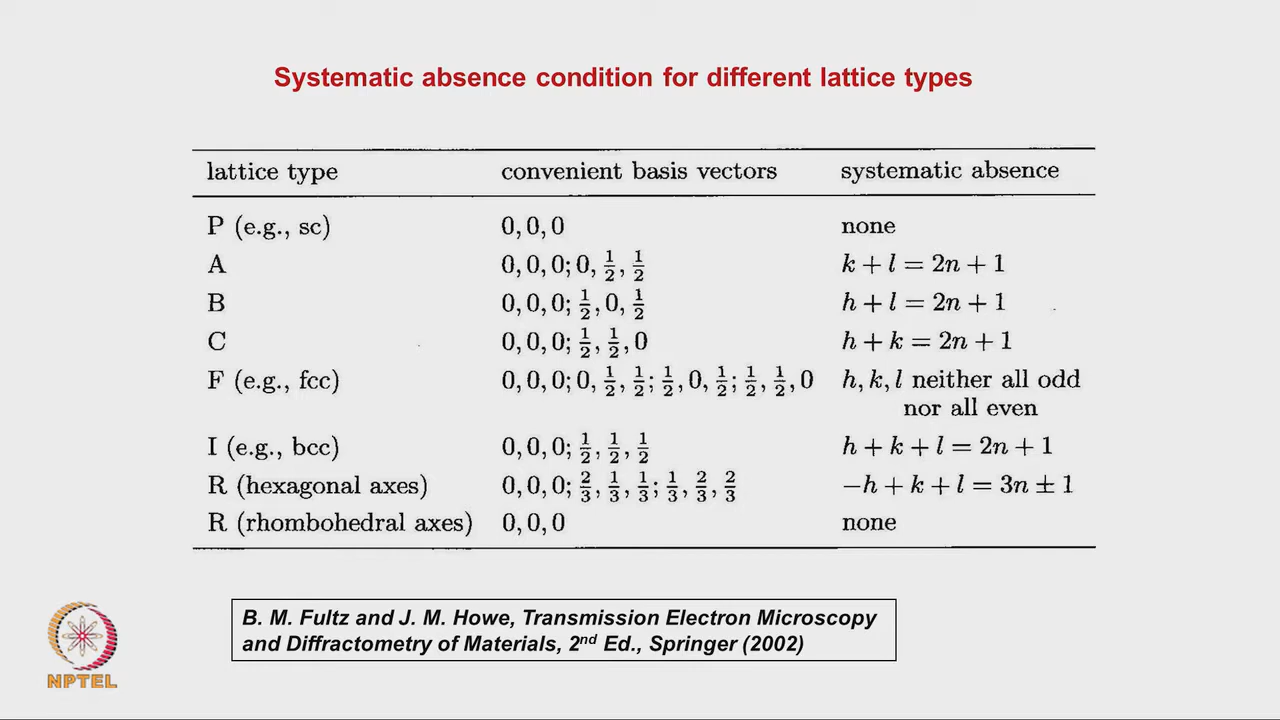 Systematic absence condition for different lattice types
lattice type convenient basis vectors systematic absence
P (e.g., sc) 0, 0, 0 none
A 0, 0, 0; 0, 1/2, 1/2 k + l = 2n + 1
B 0, 0, 0; 1/2, 0, 1/2 h + l = 2n + 1
C 0, 0, 0; 1/2, 1/2, 0 h + k = 2n + 1
F (e.g., fcc) 0, 0, 0; 0, 1/2, 1/2; 1/2, 0, 1/2; 1/2, 1/2, 0 h, k, l neither all odd
nor all even
I (e.g., bcc) 0, 0, 0; 1/2, 1/2, 1/2 h + k + l = 2n + 1
R (hexagonal axes) 0, 0, 0; 2/3, 1/3, 1/3; 1/3, 2/3, 2/3 −h + k + l = 3n ± 1
R (rhombohedral axes) 0, 0, 0 none
B. M. Fultz and J. M. Howe, Transmission Electron Microscopy
and Diffractometry of Materials, 2nd Ed., Springer (2002)
NPTEL